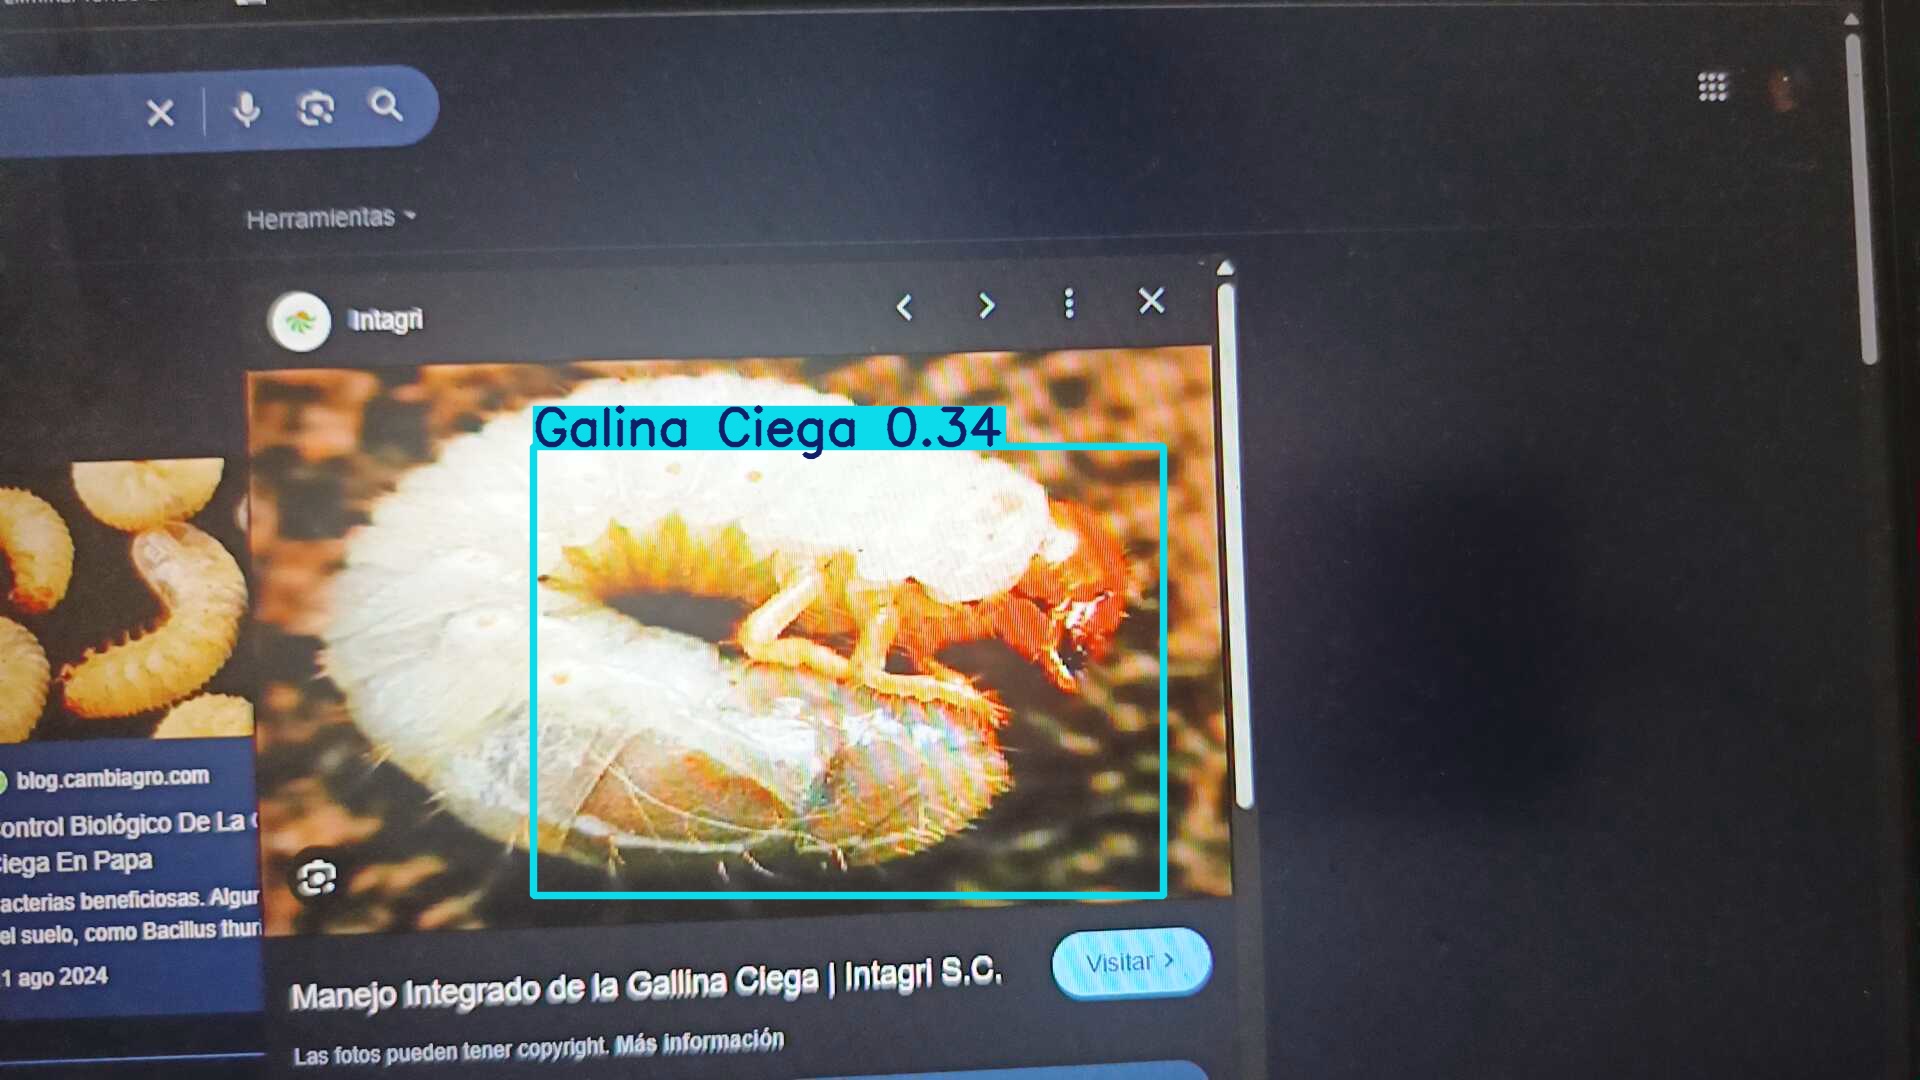 Herramientas
Intagri
Galina Ciega 0.34
blog.cambiagro.com
ontrol Biológico De La
iega En Papa
acterias beneficiosas. Algur
el suelo, como Bacillus thuri
1 ago 2024
Manejo Integrado de la Gallina Ciega | Intagri S.C.
Visitar
Las fotos pueden tener copyright. Más información